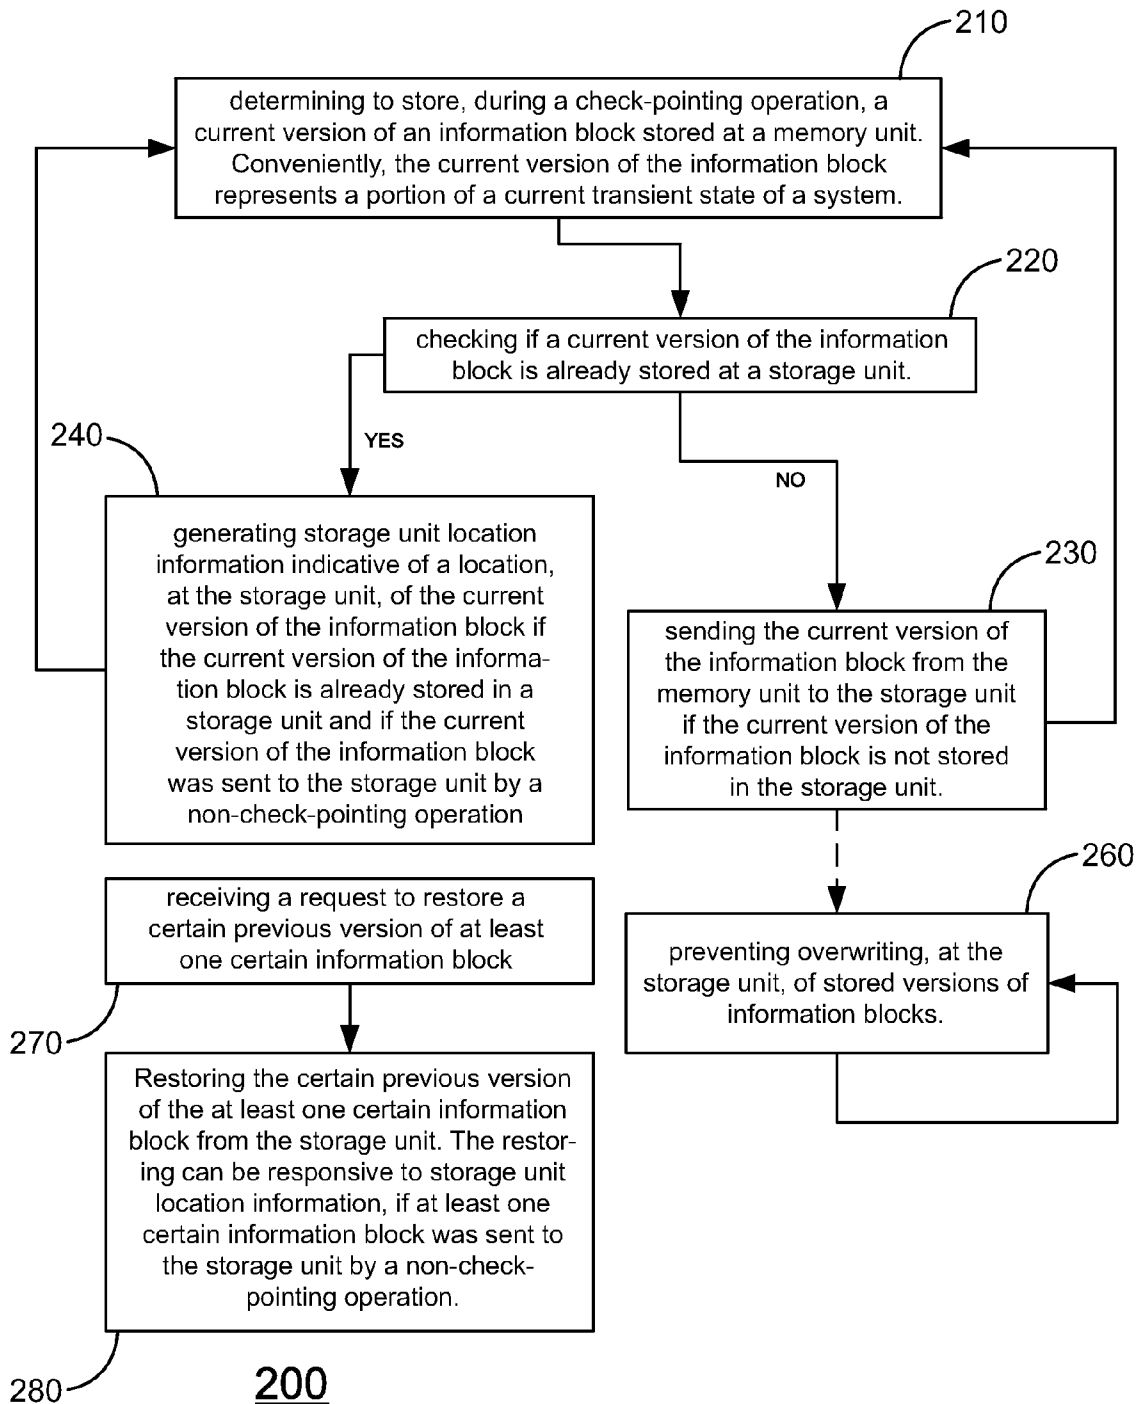 210
determining to store, during a check-pointing operation, a
current version of an information block stored at a memory unit.
Conveniently, the current version of the information block
represents a portion of a current transient state of a system.
220
checking if a current version of the information
block is already stored at a storage unit.
YES
NO
240
generating storage unit location
information indicative of a location,
at the storage unit, of the current
version of the information block if
the current version of the informa-
tion block is already stored in a
storage unit and if the current
version of the information block
was sent to the storage unit by a
non-check-pointing operation
230
sending the current version of
the information block from the
memory unit to the storage unit
if the current version of the
information block is not stored
in the storage unit.
260
preventing overwriting, at the
storage unit, of stored versions of
information blocks.
receiving a request to restore a
certain previous version of at least
one certain information block
270
Restoring the certain previous version
of the at least one certain information
block from the storage unit. The restor-
ing can be responsive to storage unit
location information, if at least one
certain information block was sent to
the storage unit by a non-check-
pointing operation.
280
200